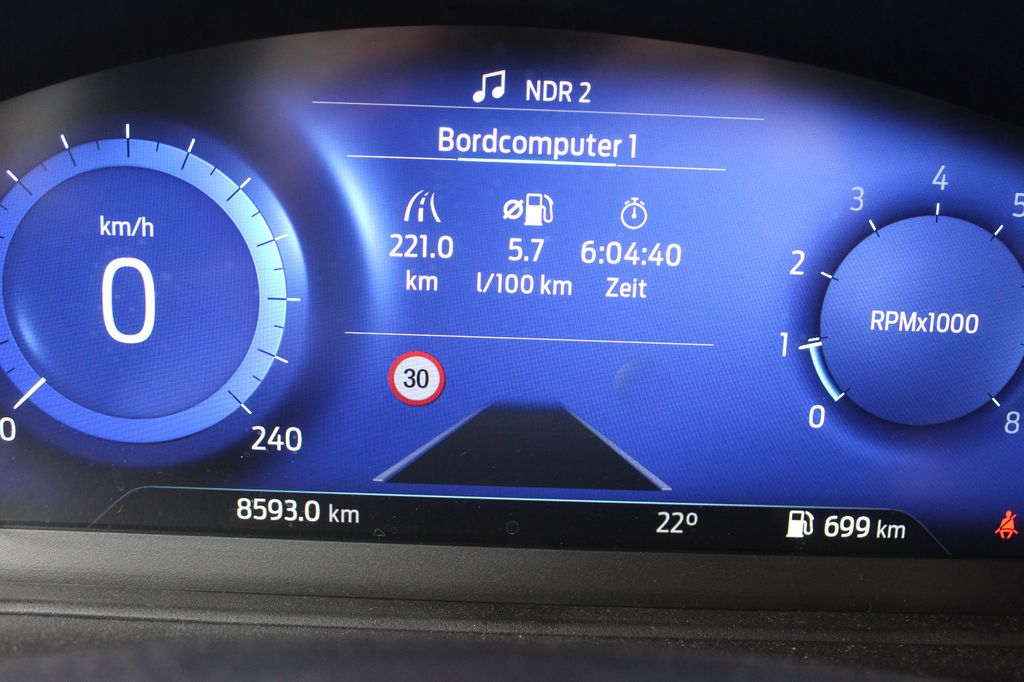 NDR 2
Bordcomputer 1
221.0 5.7 6:04:40
km l/100 km Zeit
km/h
0
0
240
30
RPMx1000
0
1
2
3
4
5
8
8593.0 km 22° 699 km